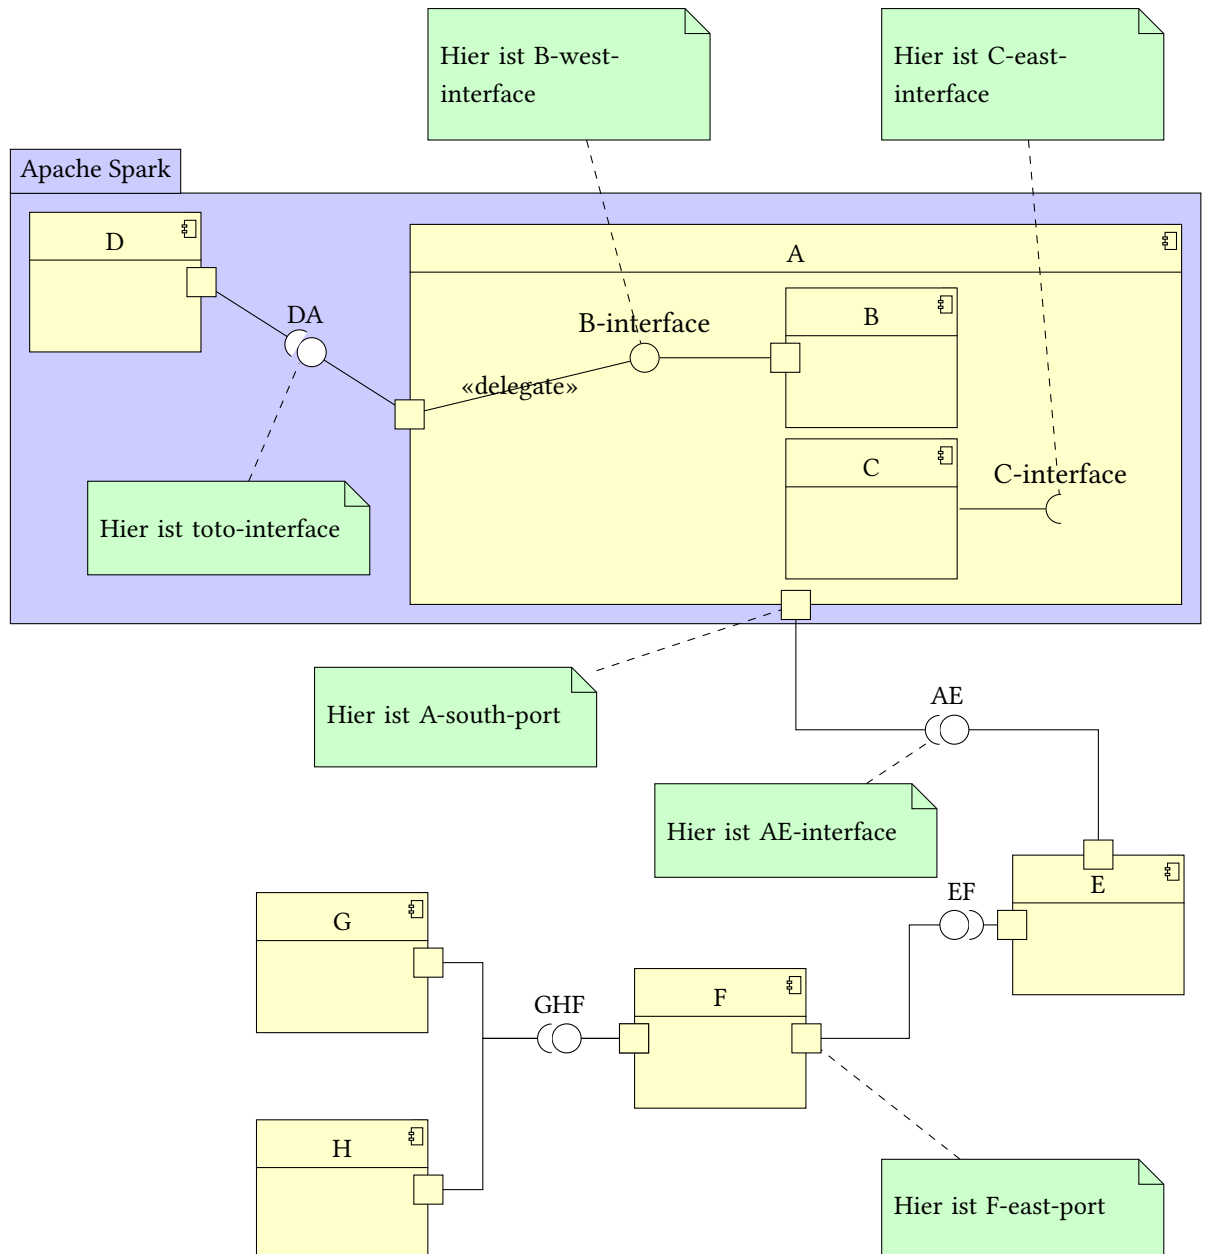 Hier ist B-west-
interface
Hier ist C-east-
interface
Apache Spark
D
A
DA
B-interface
B
«delegate»
C
C-interface
Hier ist toto-interface
Hier ist A-south-port
AE
Hier ist AE-interface
E
EF
G
F
GHF
H
Hier ist F-east-port